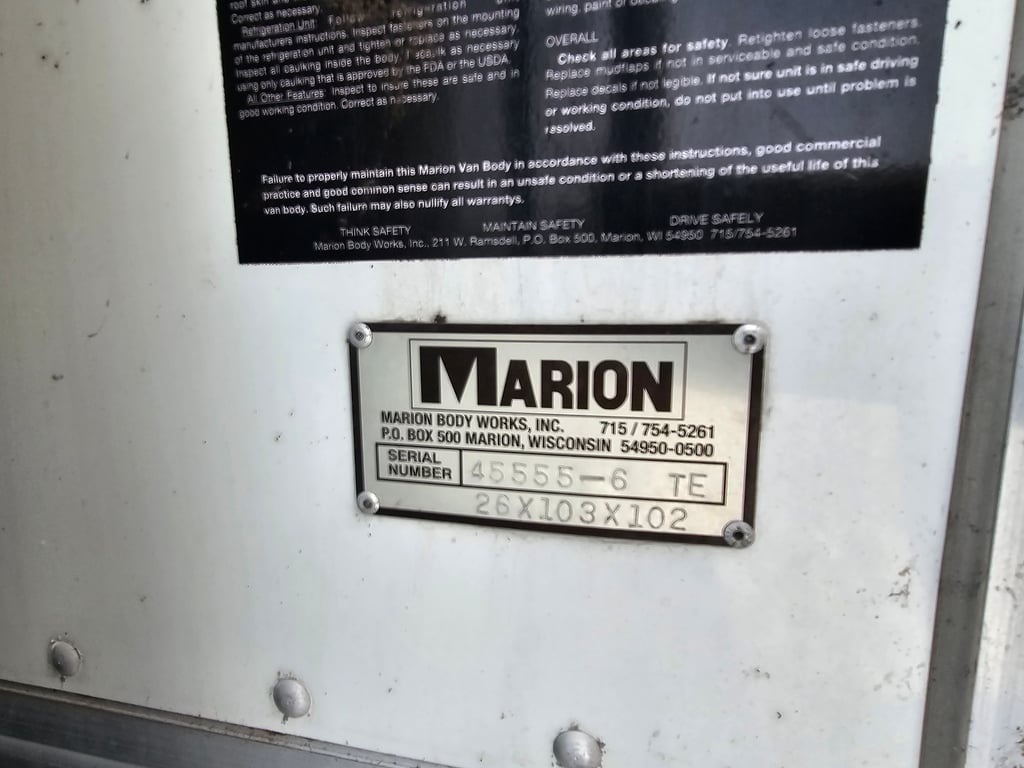 roof skin and
Correct as necessary.
Refrigeration Unit: Follow refrigeration unit
manufacturers instructions. Inspect fasteners on the mounting
of the refrigeration unit and tighten or replace as necessary.
Inspect all caulking inside the body. Recaulk as necessary
using only caulking that is approved by the FDA or the USDA.
All Other Features: Inspect to insure these are safe and in
good working condition. Correct as necessary.
wiring, paint or
OVERALL
Check all areas for safety. Retighten loose fasteners.
Replace mudflaps if not in serviceable and safe condition.
Replace decals if not legible. If not sure unit is in safe driving
or working condition, do not put into use until problem is
resolved.
Failure to properly maintain this Marion Van Body in accordance with these instructions, good commercial
practice and good common sense can result in an unsafe condition or a shortening of the useful life of this
van body. Such failure may also nullify all warrantys.
THINK SAFETY MAINTAIN SAFETY DRIVE SAFELY
Marion Body Works, Inc., 211 W. Ramsdell, P.O. Box 500, Marion, WI 54950 715/754-5261
MARION
MARION BODY WORKS, INC. 715 / 754-5261
P.O. BOX 500 MARION, WISCONSIN 54950-0500
SERIAL
NUMBER 45555-6 TE
26X103X102